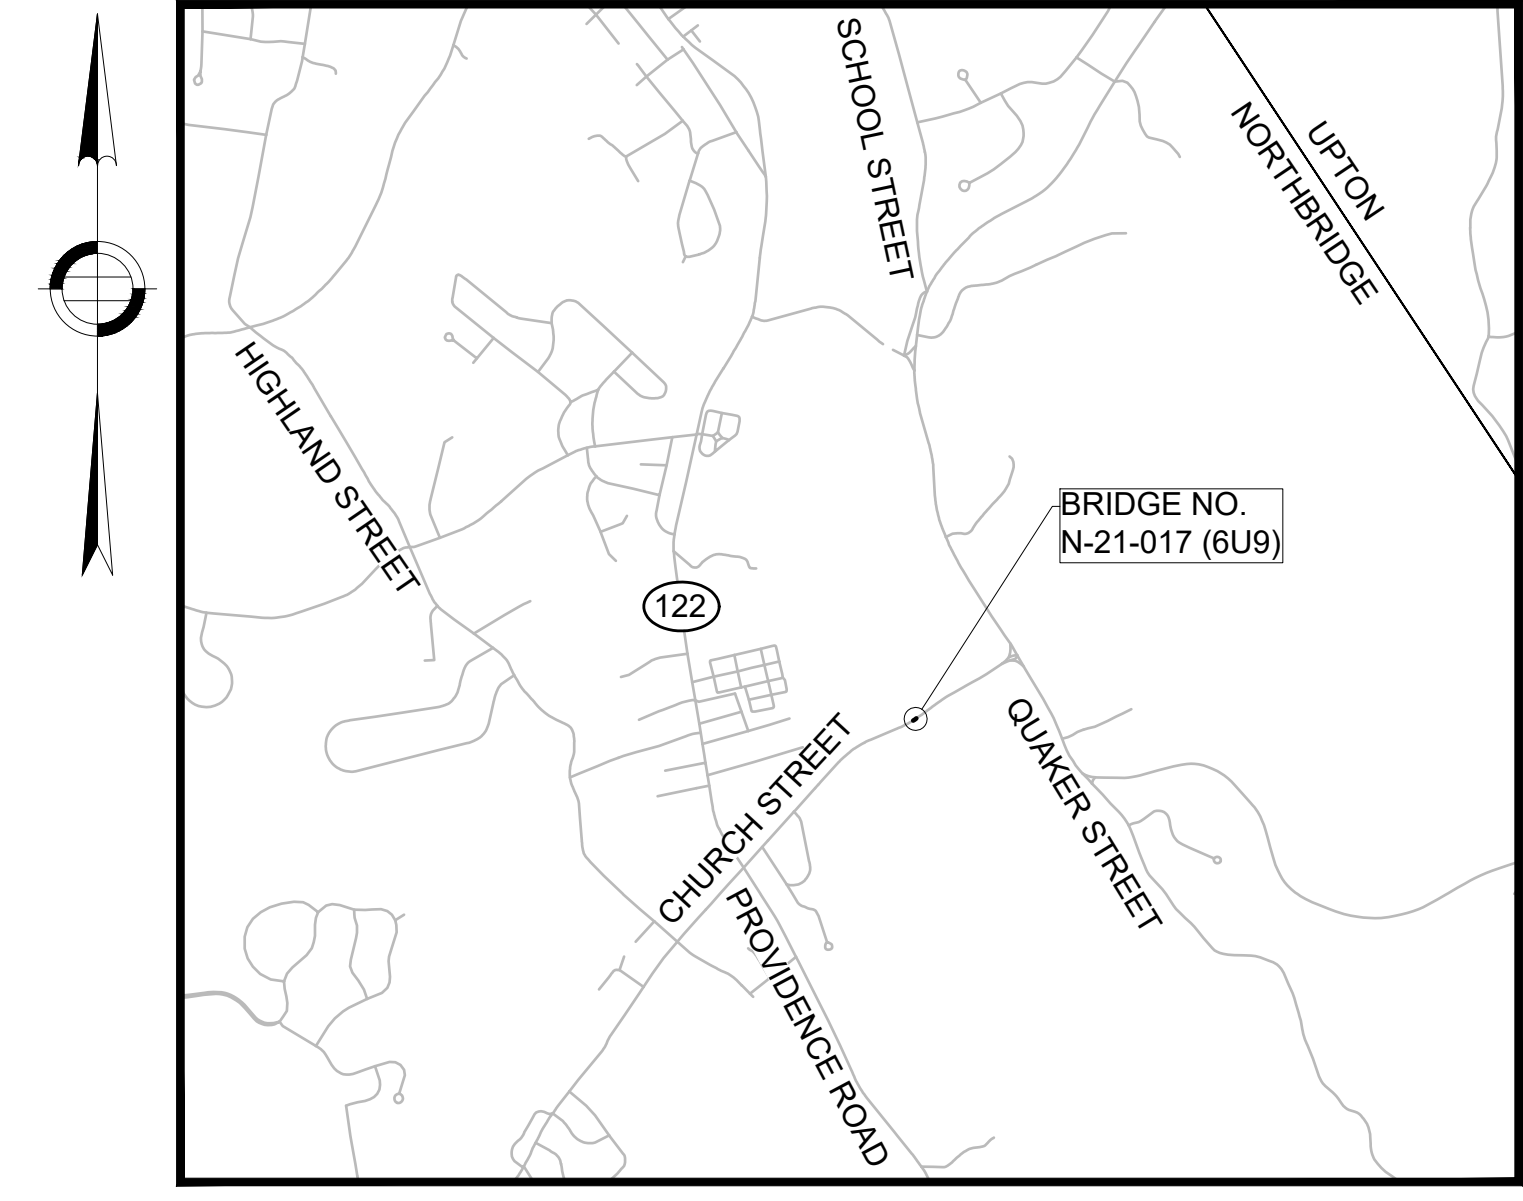 SCHOOL STREET
UPTON
NORTHBRIDGE
HIGHLAND STREET
BRIDGE NO.
N-21-017 (6U9)
122
CHURCH STREET
QUAKER STREET
PROVIDENCE ROAD